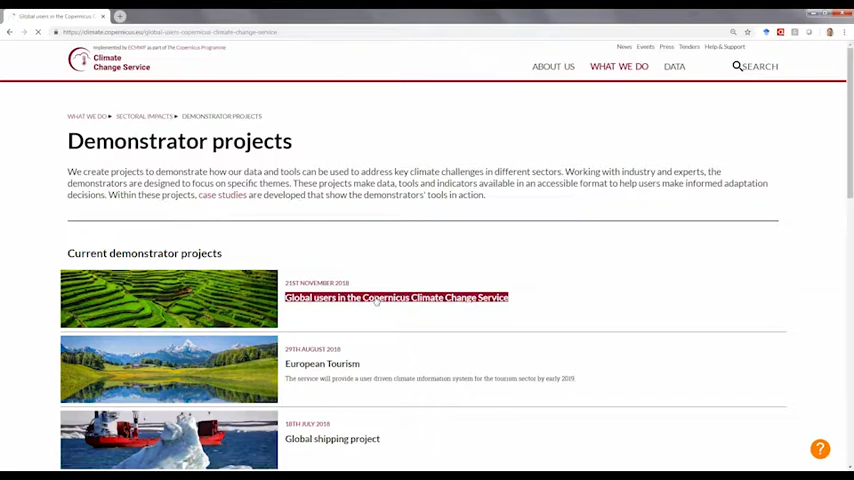 Global users in the Copernicus
https://climate.copernicus.eu/global-users-copernicus-climate-change-service
Implemented by ECMWF as part of The Copernicus Programme
Climate
Change Service
News Events Press Tenders Help & Support
ABOUT US WHAT WE DO DATA SEARCH
WHAT WE DO SECTORAL IMPACTS DEMONSTRATOR PROJECTS
Demonstrator projects
We create projects to demonstrate how our data and tools can be used to address key climate challenges in different sectors. Working with industry and experts, the
demonstrators are designed to focus on specific themes. These projects make data, tools and indicators available in an accessible format to help users make informed adaptation
decisions. Within these projects, case studies are developed that show the demonstrators' tools in action.
Current demonstrator projects
21ST NOVEMBER 2018
Global users in the Copernicus Climate Change Service
29TH AUGUST 2018
European Tourism
The service will provide a user driven climate information system for the tourism sector by early 2019.
18TH JULY 2018
Global shipping project
?